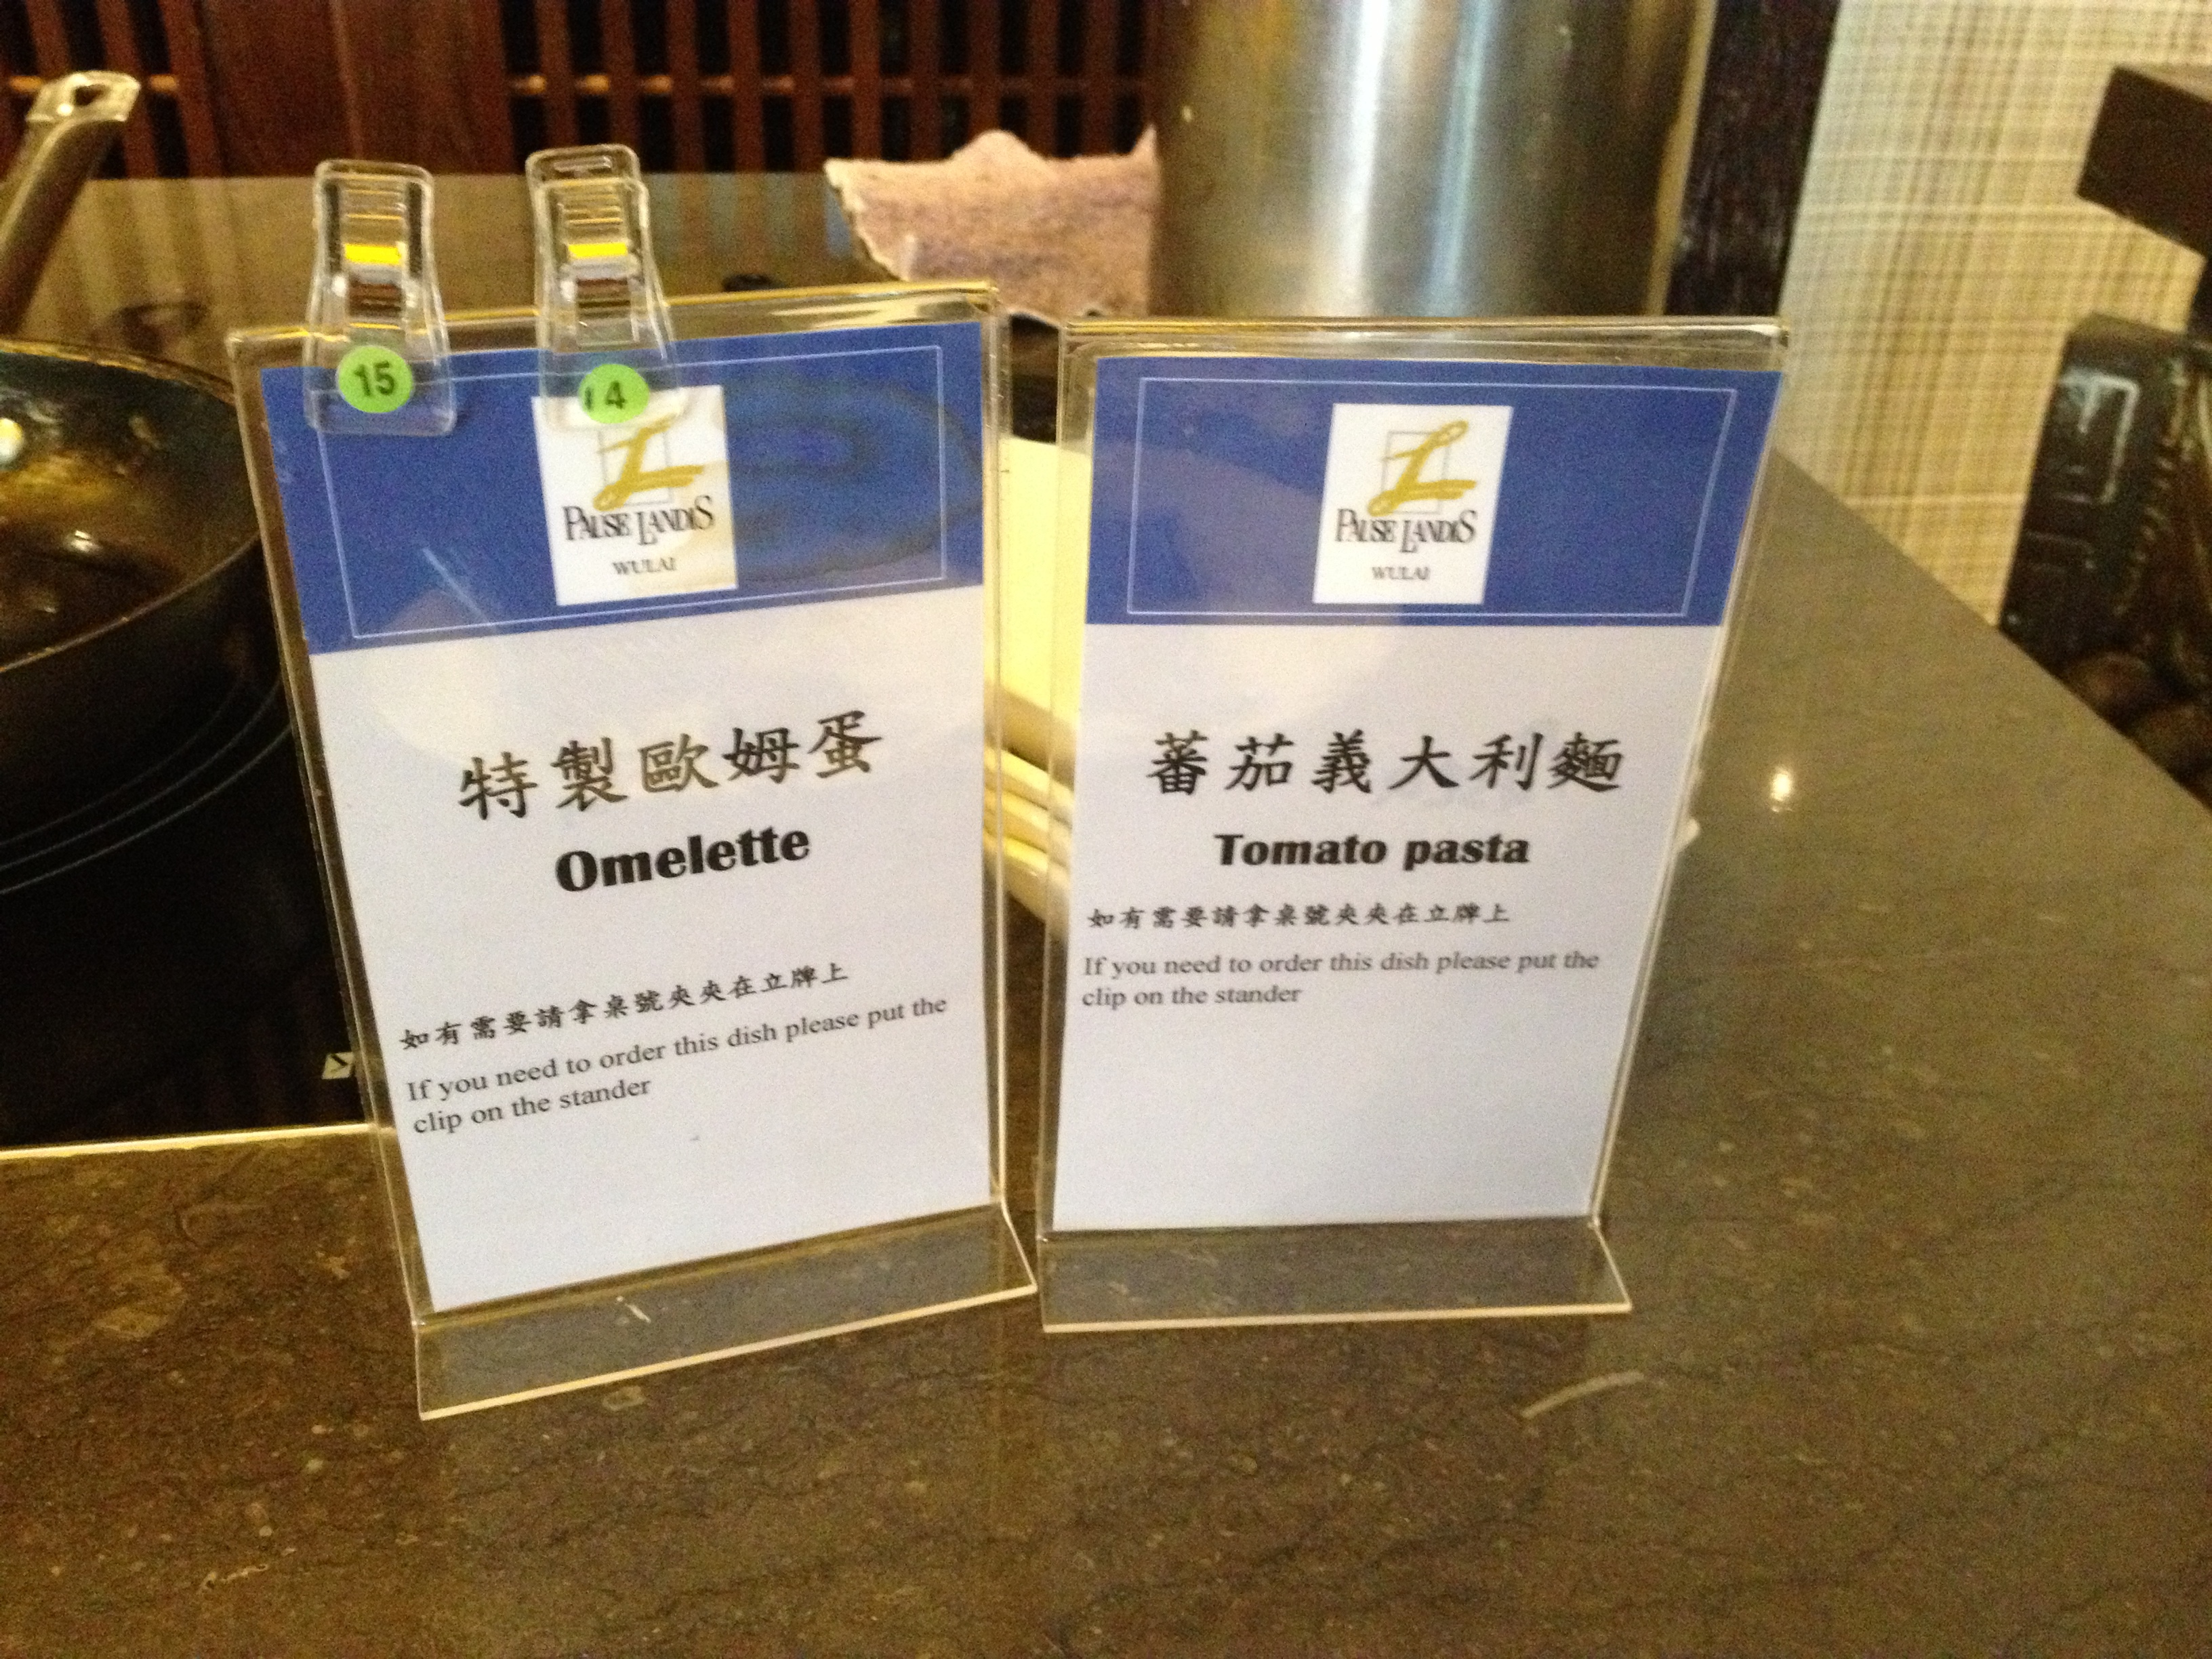 15
14
L
PAUSE LANDIS
WULAI
特製歐姆蛋
Omelette
如有需要請拿桌號夾夾在立牌上
If you need to order this dish please put the
clip on the stander
L
PAUSE LANDIS
WULAI
蕃茄義大利麵
Tomato pasta
如有需要請拿桌號夾夾在立牌上
If you need to order this dish please put the
clip on the stander